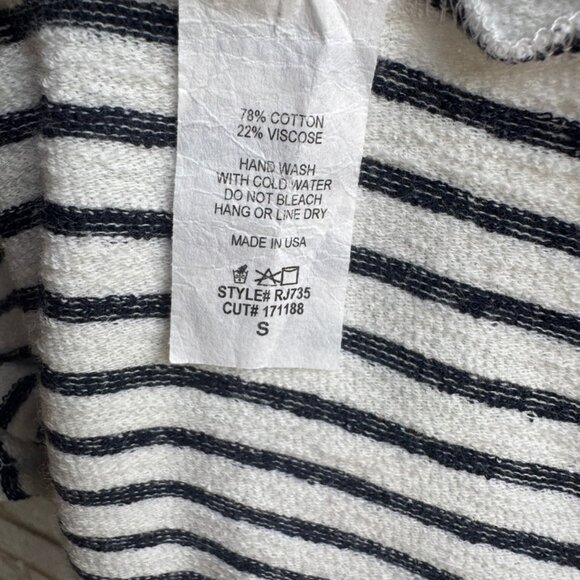 78% COTTON
22% VISCOSE
HAND WASH
WITH COLD WATER
DO NOT BLEACH
HANG OR LINE DRY
MADE IN USA
STYLE# RJ735
CUT# 171188
S